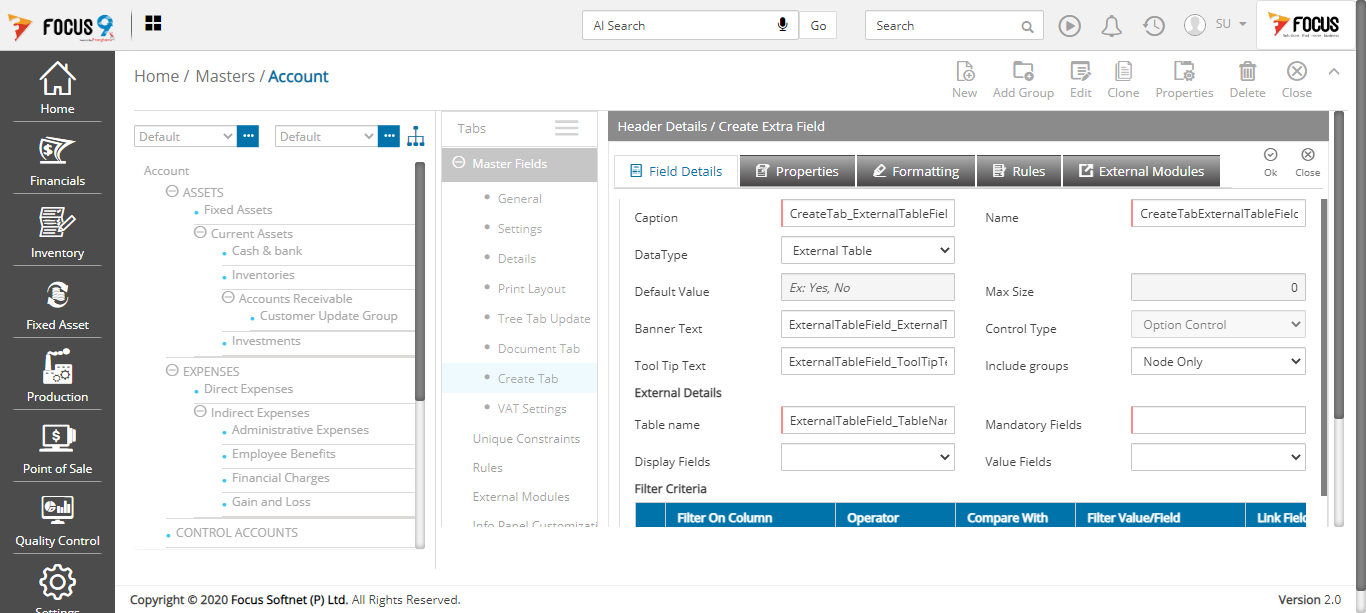 FOCUS 9
AI Search
Go
Search
SU
FOCUS
Home / Masters / Account
New
Add Group
Edit
Clone
Properties
Delete
Close
Home
Financials
Inventory
Fixed Asset
Production
Point of Sale
Quality Control
Settings
Default
Default
Account
ASSETS
Fixed Assets
Current Assets
Cash & bank
Inventories
Accounts Receivable
Customer Update Group
Investments
EXPENSES
Direct Expenses
Indirect Expenses
Administrative Expenses
Employee Benefits
Financial Charges
Gain and Loss
CONTROL ACCOUNTS
Tabs
Master Fields
General
Settings
Details
Print Layout
Tree Tab Update
Document Tab
Create Tab
VAT Settings
Unique Constraints
Rules
External Modules
Info Panel Customizati
Header Details / Create Extra Field
Field Details
Properties
Formatting
Rules
External Modules
Ok
Close
Caption
CreateTab_ExternalTableFiel
Name
CreateTabExternalTableField
DataType
External Table
Default Value
Ex: Yes, No
Max Size
0
Banner Text
ExternalTableField_ExternalT
Control Type
Option Control
Tool Tip Text
ExternalTableField_ToolTipTe
Include groups
Node Only
External Details
Table name
ExternalTableField_TableNar
Mandatory Fields
Display Fields
Value Fields
Filter Criteria
Filter On Column
Operator
Compare With
Filter Value/Field
Link Field
Copyright © 2020 Focus Softnet (P) Ltd. All Rights Reserved.
Version 2.0